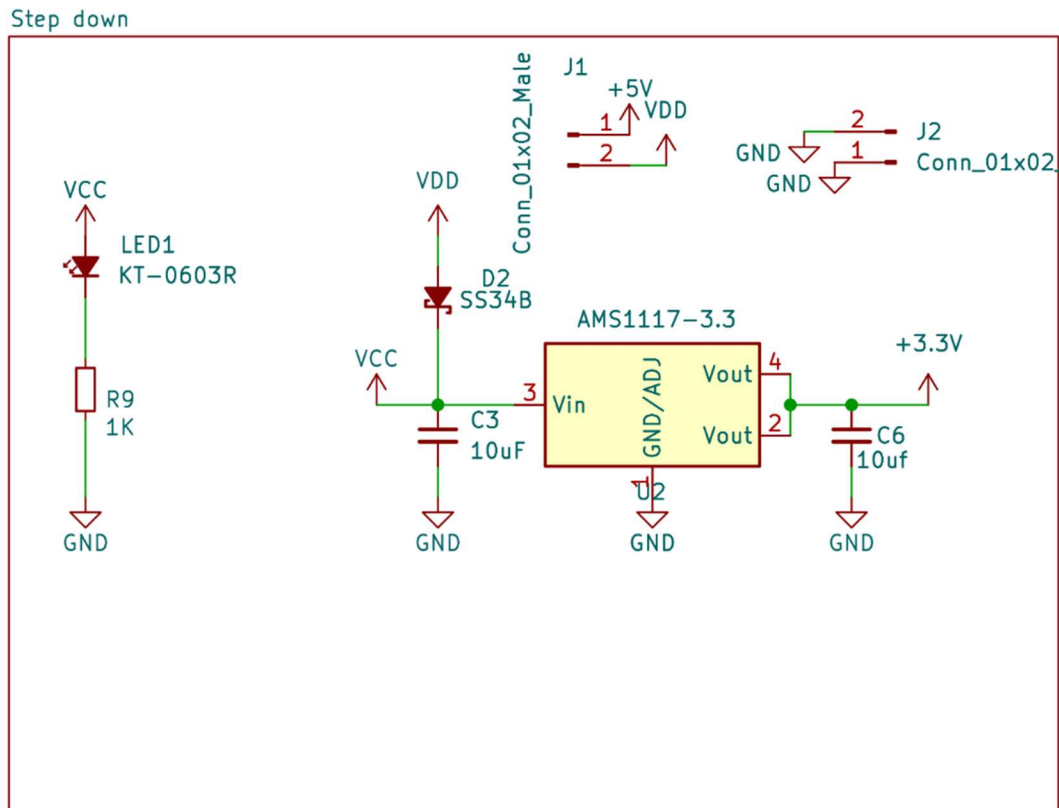 Step down
J1
Conn_01x02_Male
+5V
VDD
1
2
2
J2
GND
1
Conn_01x02_
GND
VCC
LED1
KT-0603R
R9
1K
GND
VDD
D2
SS34B
VCC
C3
10uF
GND
AMS1117-3.3
3
Vin
GND/ADJ
Vout
4
Vout
2
1
U2
GND
+3.3V
C6
10uf
GND